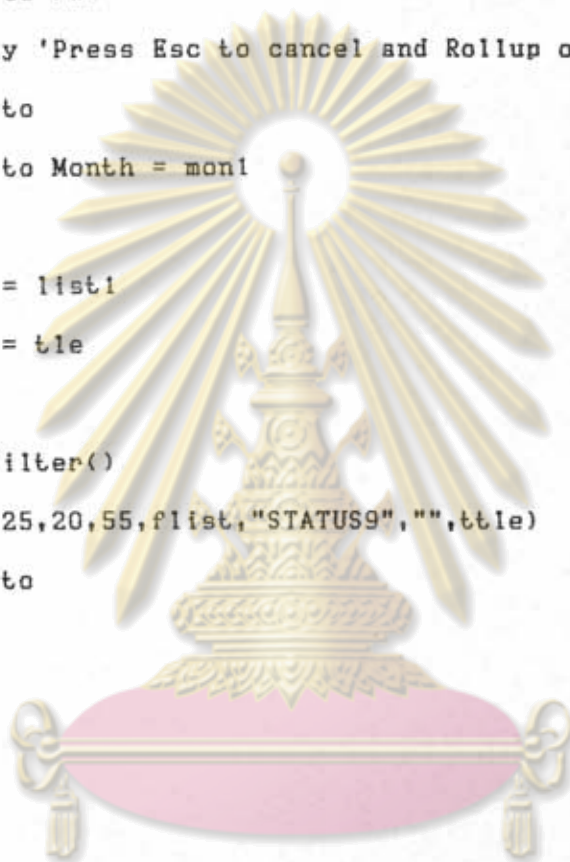 y 'Press Esc to cancel and Rollup o
to
to Month = mon1
= list1
= tle
ilter()
25,20,55,flist,"STATUS9","",ttle)
to